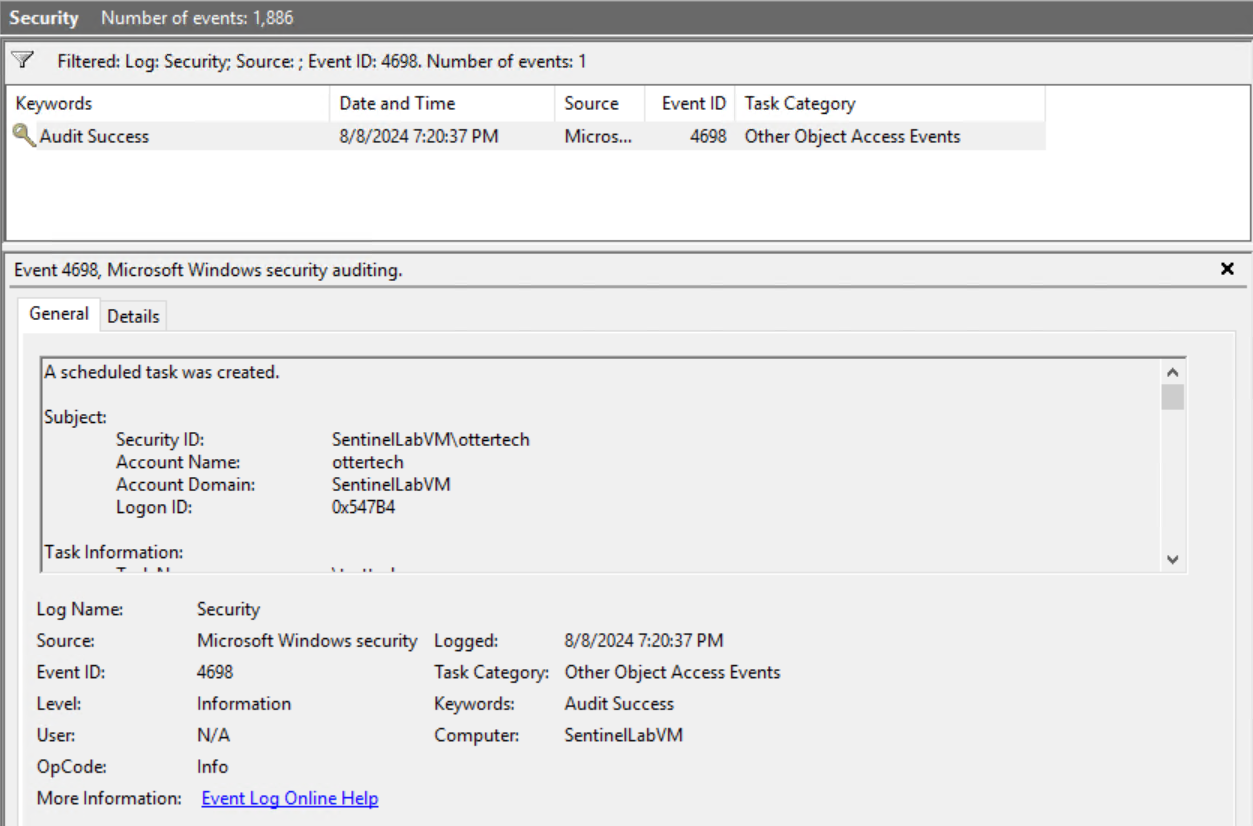 Security Number of events: 1,886
Filtered: Log: Security; Source: ; Event ID: 4698. Number of events: 1
Keywords Date and Time Source Event ID Task Category
Audit Success 8/8/2024 7:20:37 PM Micros... 4698 Other Object Access Events
Event 4698, Microsoft Windows security auditing.
General Details
A scheduled task was created.
Subject:
Security ID: SentinelLabVM\ottertech
Account Name: ottertech
Account Domain: SentinelLabVM
Logon ID: 0x547B4
Task Information:
Log Name: Security
Source: Microsoft Windows security Logged: 8/8/2024 7:20:37 PM
Event ID: 4698 Task Category: Other Object Access Events
Level: Information Keywords: Audit Success
User: N/A Computer: SentinelLabVM
OpCode: Info
More Information: Event Log Online Help